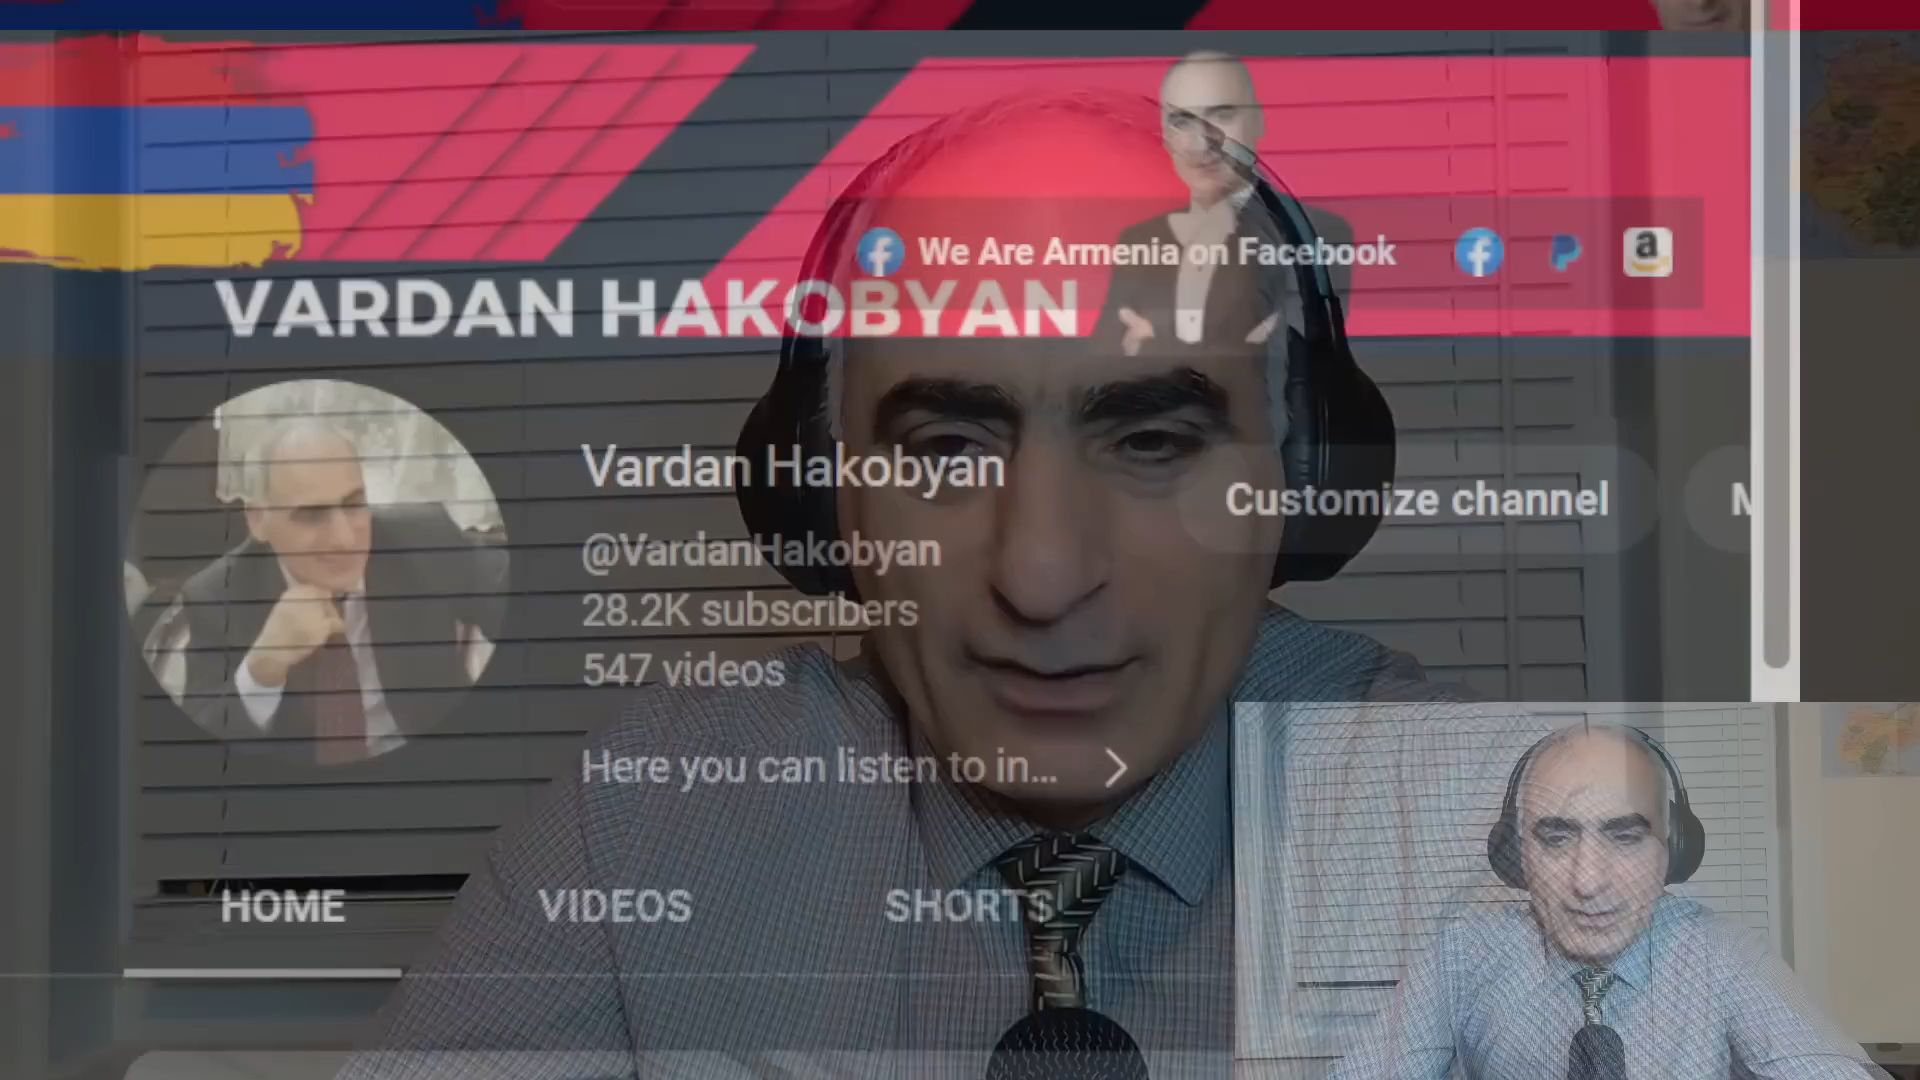 We Are Armenia on Facebook
VARDAN HAKOBYAN
Vardan Hakobyan
Customize channel
@VardanHakobyan
28.2K subscribers
547 videos
Here you can listen to in...
HOME
VIDEOS
SHORTS